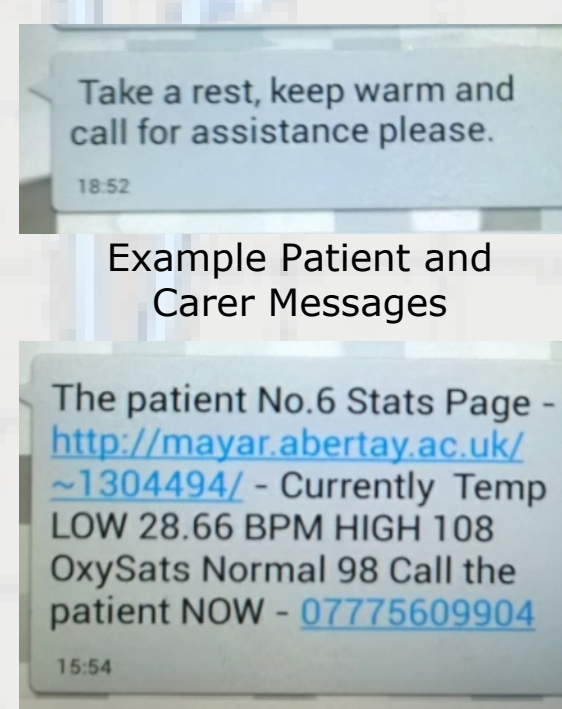 Take a rest, keep warm and
call for assistance please.
18:52
Example Patient and
Carer Messages
The patient No.6 Stats Page -
http://mayar.abertay.ac.uk/
~1304494/ - Currently  Temp
LOW 28.66 BPM HIGH 108
OxySats Normal 98 Call the
patient NOW - 07775609904
15:54